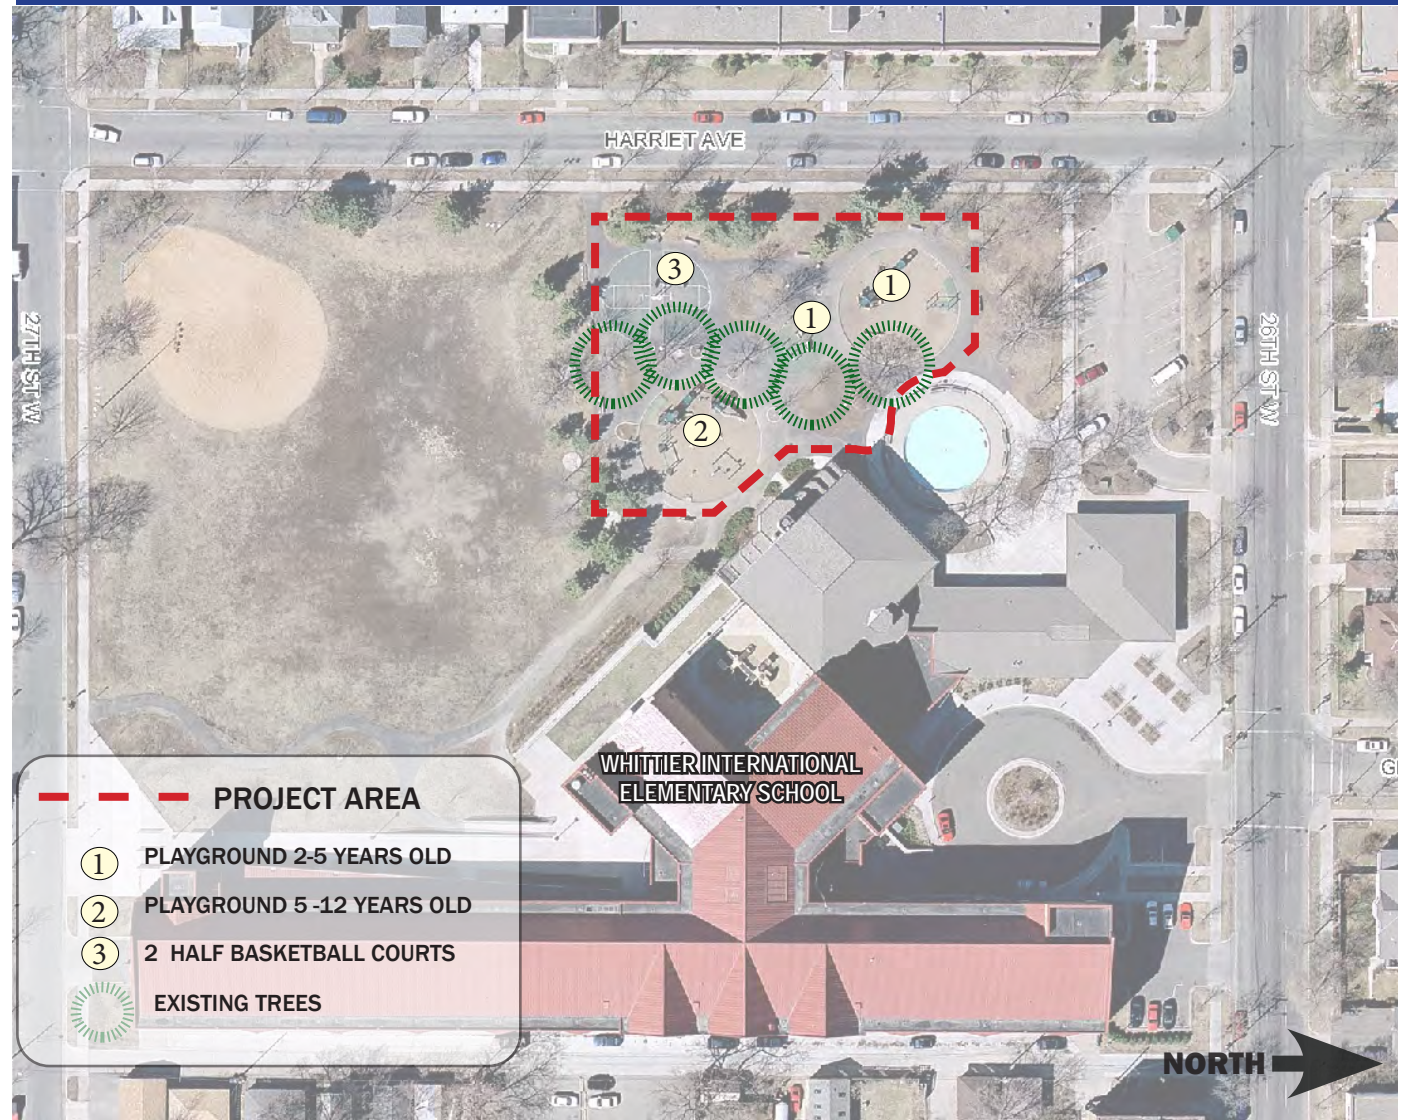 HARRIET AVE
27TH ST W
26TH ST W
3
1
1
2
WHITTIER INTERNATIONAL
ELEMENTARY SCHOOL
PROJECT AREA
1 PLAYGROUND 2-5 YEARS OLD
2 PLAYGROUND 5 -12 YEARS OLD
3 2 HALF BASKETBALL COURTS
EXISTING TREES
NORTH